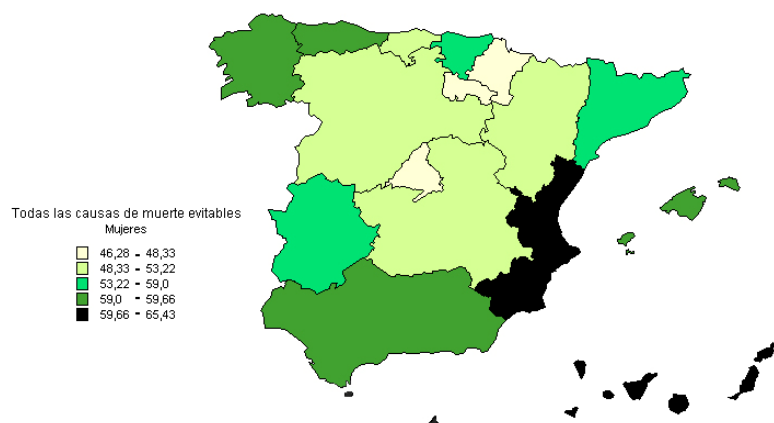 Todas las causas de muerte evitables
Mujeres
46,28 - 48,33
48,33 - 53,22
53,22 - 59,0
59,0 - 59,66
59,66 - 65,43